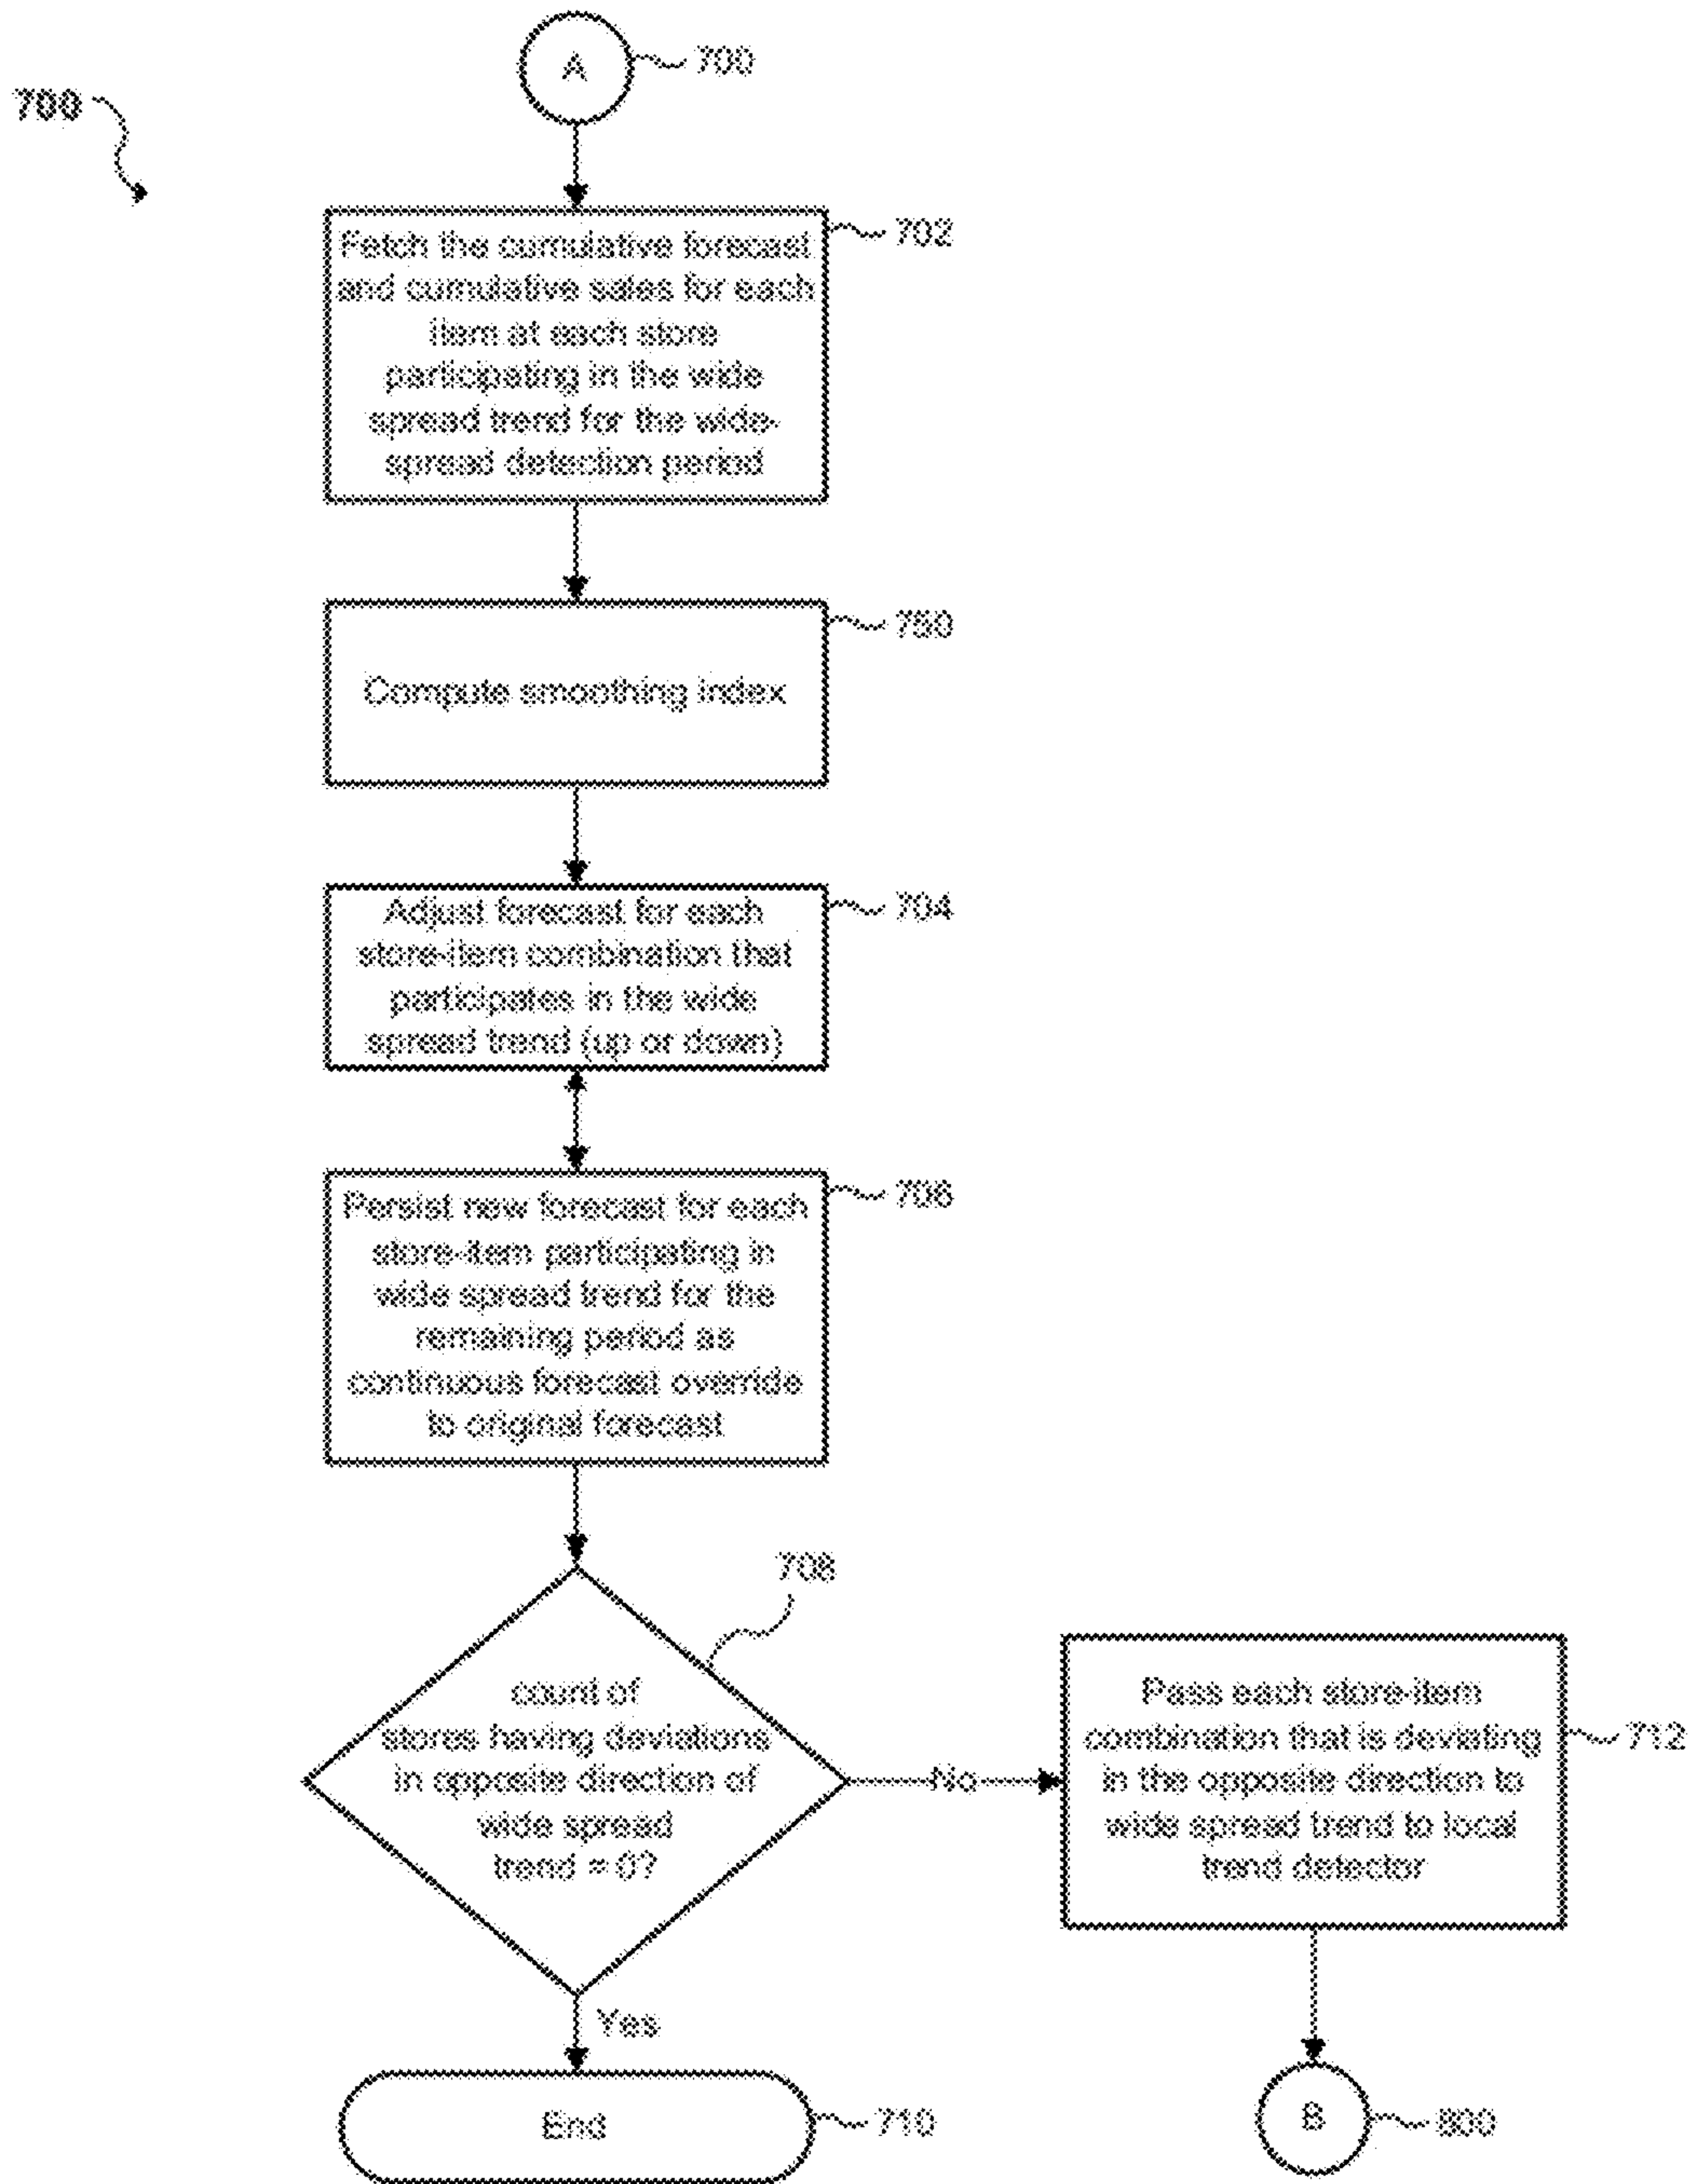 A
700
700
702
Fetch the cumulative forecast
and cumulative sales for each
item at each store
participating in the wide
spread trend for the wide-
spread detection period
750
Compute smoothing index
704
Adjust forecast for each
store-item combination that
participates in the wide
spread trend (up or down)
706
Persist new forecast for each
store-item participating in
wide spread trend for the
remaining period as
continuous forecast override
to original forecast
708
count of
stores having deviations
in opposite direction of
wide spread
trend = 0?
No
Pass each store-item
combination that is deviating
in the opposite direction to
wide spread trend to local
trend detector
712
Yes
End
710
B
800